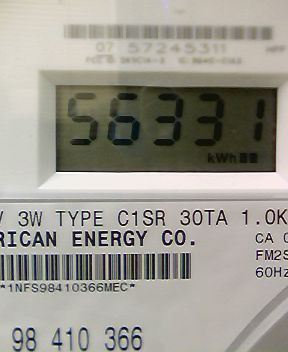 07 57245311
56331
kWh
V 3W TYPE C1SR 30TA 1.0K
RICAN ENERGY CO.
CA 0
FM2S
60Hz
*1NFS98410366MEC*
98 410 366